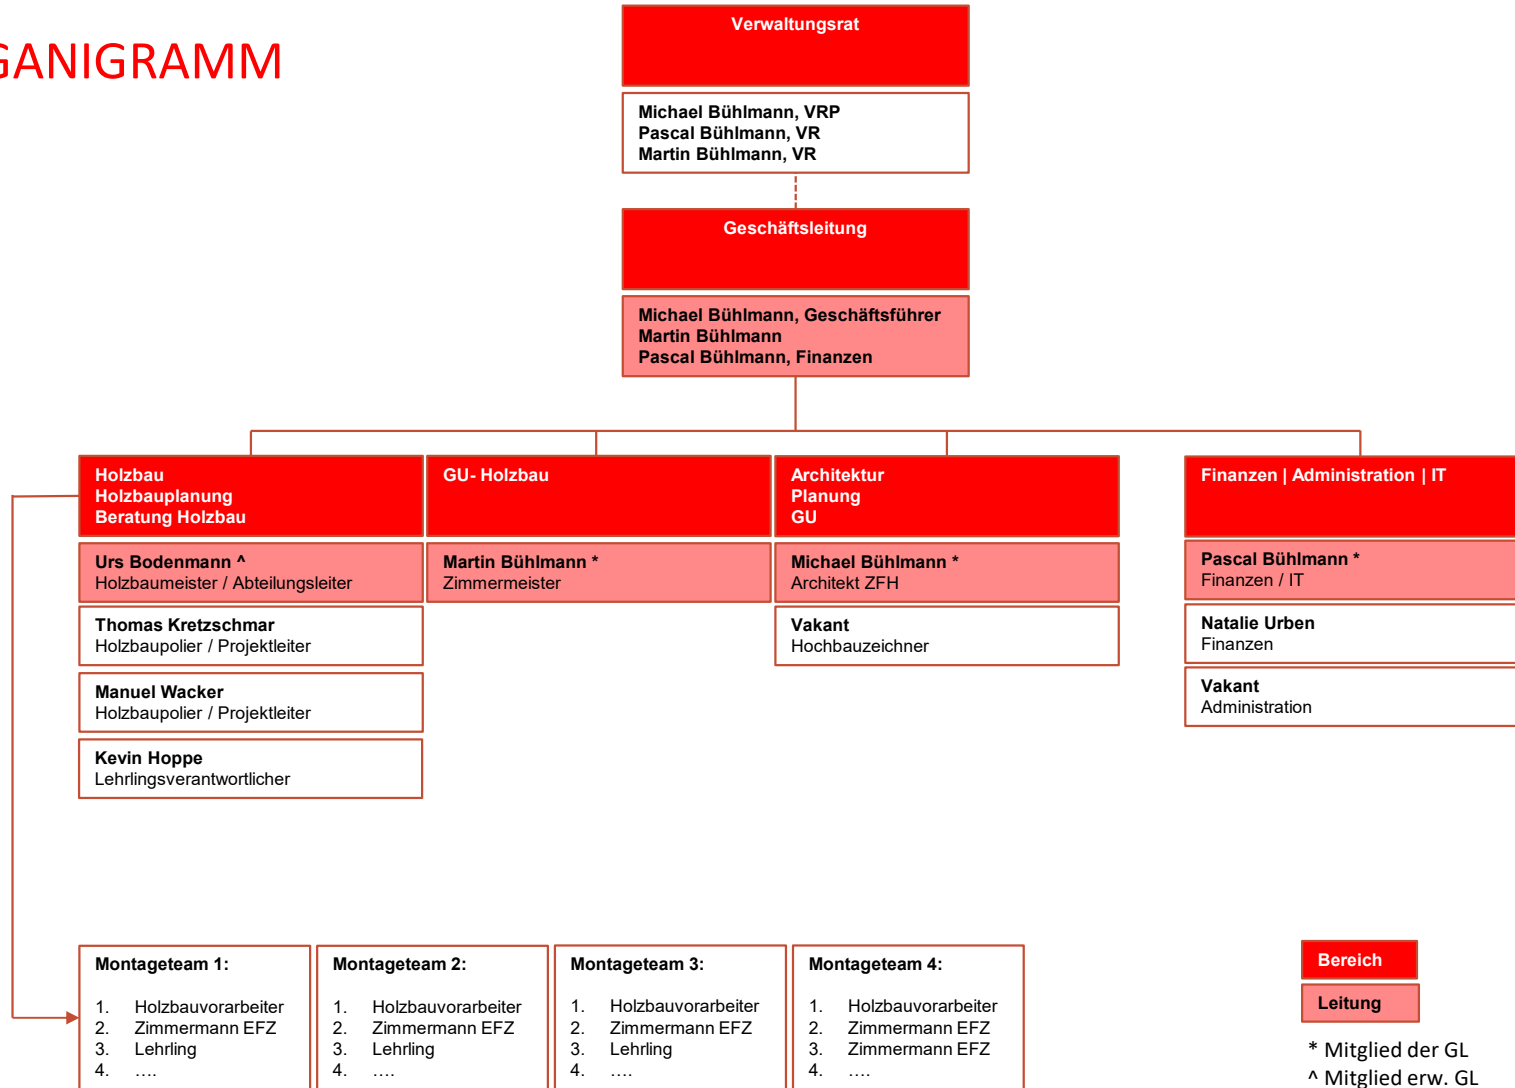 GANIGRAMM
Verwaltungsrat
Michael Bühlmann, VRP
Pascal Bühlmann, VR
Martin Bühlmann, VR
Geschäftsleitung
Michael Bühlmann, Geschäftsführer
Martin Bühlmann
Pascal Bühlmann, Finanzen
Holzbau
Holzbauplanung
Beratung Holzbau
Urs Bodenmann ^
Holzbaumeister / Abteilungsleiter
Thomas Kretzschmar
Holzbaupolier / Projektleiter
Manuel Wacker
Holzbaupolier / Projektleiter
Kevin Hoppe
Lehrlingsverantwortlicher
GU- Holzbau
Martin Bühlmann *
Zimmermeister
Architektur
Planung
GU
Michael Bühlmann *
Architekt ZFH
Vakant
Hochbauzeichner
Finanzen | Administration | IT
Pascal Bühlmann *
Finanzen / IT
Natalie Urben
Finanzen
Vakant
Administration
Montageteam 1:
1. Holzbauvorarbeiter
2. Zimmermann EFZ
3. Lehrling
4. ....
Montageteam 2:
1. Holzbauvorarbeiter
2. Zimmermann EFZ
3. Lehrling
4. ....
Montageteam 3:
1. Holzbauvorarbeiter
2. Zimmermann EFZ
3. Lehrling
4. ....
Montageteam 4:
1. Holzbauvorarbeiter
2. Zimmermann EFZ
3. Zimmermann EFZ
4. ....
Bereich
Leitung
* Mitglied der GL
^ Mitglied erw. GL